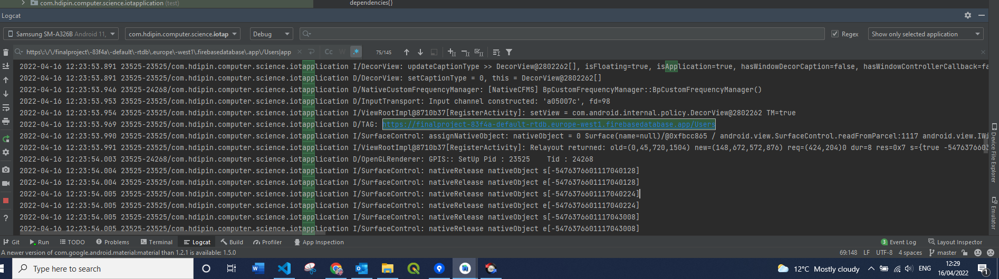 com.hdipin.computer.science.iotapplication (test)
dependencies{}
Logcat
Samsung SM-A326B Android 11,
com.hdipin.computer.science.iotap
Debug
Regex
Show only selected application
https\:\/\/finalproject\-83f4a\-default\-rtdb\.europe\-west1\.firebasedatabase\.app\/Users|app
Cc
W
.*
75/145
2022-04-16 12:23:53.891 23525-23525/com.hdipin.computer.science.iotapplication I/DecorView: updateCaptionType >> DecorView@2802262[], isFloating=true, isApplication=true, hasWindowDecorCaption=false, hasWindowControllerCallback=fa
2022-04-16 12:23:53.891 23525-23525/com.hdipin.computer.science.iotapplication D/DecorView: setCaptionType = 0, this = DecorView@2802262[]
2022-04-16 12:23:53.946 23525-24268/com.hdipin.computer.science.iotapplication D/NativeCustomFrequencyManager: [NativeCFMS] BpCustomFrequencyManager::BpCustomFrequencyManager()
2022-04-16 12:23:53.953 23525-23525/com.hdipin.computer.science.iotapplication D/InputTransport: Input channel constructed: 'a05007c', fd=98
2022-04-16 12:23:53.954 23525-23525/com.hdipin.computer.science.iotapplication I/ViewRootImpl@8710b37[RegisterActivity]: setView = com.android.internal.policy.DecorView@2802262 TM=true
2022-04-16 12:23:53.969 23525-23525/com.hdipin.computer.science.iotapplication D/TAG: https://finalproject-83f4a-default-rtdb.europe-west1.firebasedatabase.app/Users
2022-04-16 12:23:53.990 23525-23525/com.hdipin.computer.science.iotapplication I/SurfaceControl: assignNativeObject: nativeObject = 0 Surface(name=null)/@0xfbcc865 / android.view.SurfaceControl.readFromParcel:1117 android.view.IWi
2022-04-16 12:23:53.991 23525-23525/com.hdipin.computer.science.iotapplication I/ViewRootImpl@8710b37[RegisterActivity]: Relayout returned: old=(0,45,720,1504) new=(148,672,572,876) req=(424,204)0 dur=8 res=0x7 s={true -5476376603
2022-04-16 12:23:54.003 23525-24268/com.hdipin.computer.science.iotapplication D/OpenGLRenderer: GPIS:: SetUp Pid : 23525    Tid : 24268
2022-04-16 12:23:54.004 23525-23525/com.hdipin.computer.science.iotapplication I/SurfaceControl: nativeRelease nativeObject s[-5476376601117040128]
2022-04-16 12:23:54.004 23525-23525/com.hdipin.computer.science.iotapplication I/SurfaceControl: nativeRelease nativeObject e[-5476376601117040128]
2022-04-16 12:23:54.005 23525-23525/com.hdipin.computer.science.iotapplication I/SurfaceControl: nativeRelease nativeObject s[-5476376601117040224]
2022-04-16 12:23:54.005 23525-23525/com.hdipin.computer.science.iotapplication I/SurfaceControl: nativeRelease nativeObject e[-5476376601117040224]
2022-04-16 12:23:54.005 23525-23525/com.hdipin.computer.science.iotapplication I/SurfaceControl: nativeRelease nativeObject s[-5476376601117043008]
2022-04-16 12:23:54.005 23525-23525/com.hdipin.computer.science.iotapplication I/SurfaceControl: nativeRelease nativeObject e[-5476376601117043008]
Device File Explorer
Emulator
Git
Run
TODO
Problems
Terminal
Logcat
Build
Profiler
App Inspection
3 Event Log
Layout Inspector
A newer version of com.google.android.material:material than 1.2.1 is available: 1.5.0
69:148
LF
UTF-8
4 spaces
master
Type here to search
12°C Mostly cloudy
ENG
12:29
16/04/2022
1